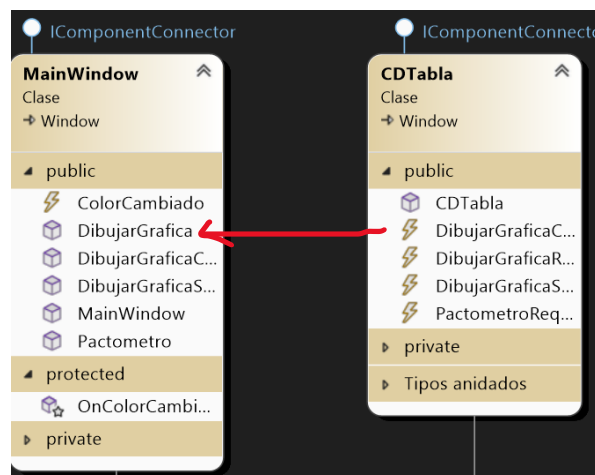 IComponentConnector
MainWindow
Clase
Window
public
ColorCambiado
DibujarGrafica
DibujarGraficaC...
DibujarGraficaS...
MainWindow
Pactometro
protected
OnColorCambi...
private
IComponentConnecto
CDTabla
Clase
Window
public
CDTabla
DibujarGraficaC...
DibujarGraficaR...
DibujarGraficaS...
PactometroReq...
private
Tipos anidados